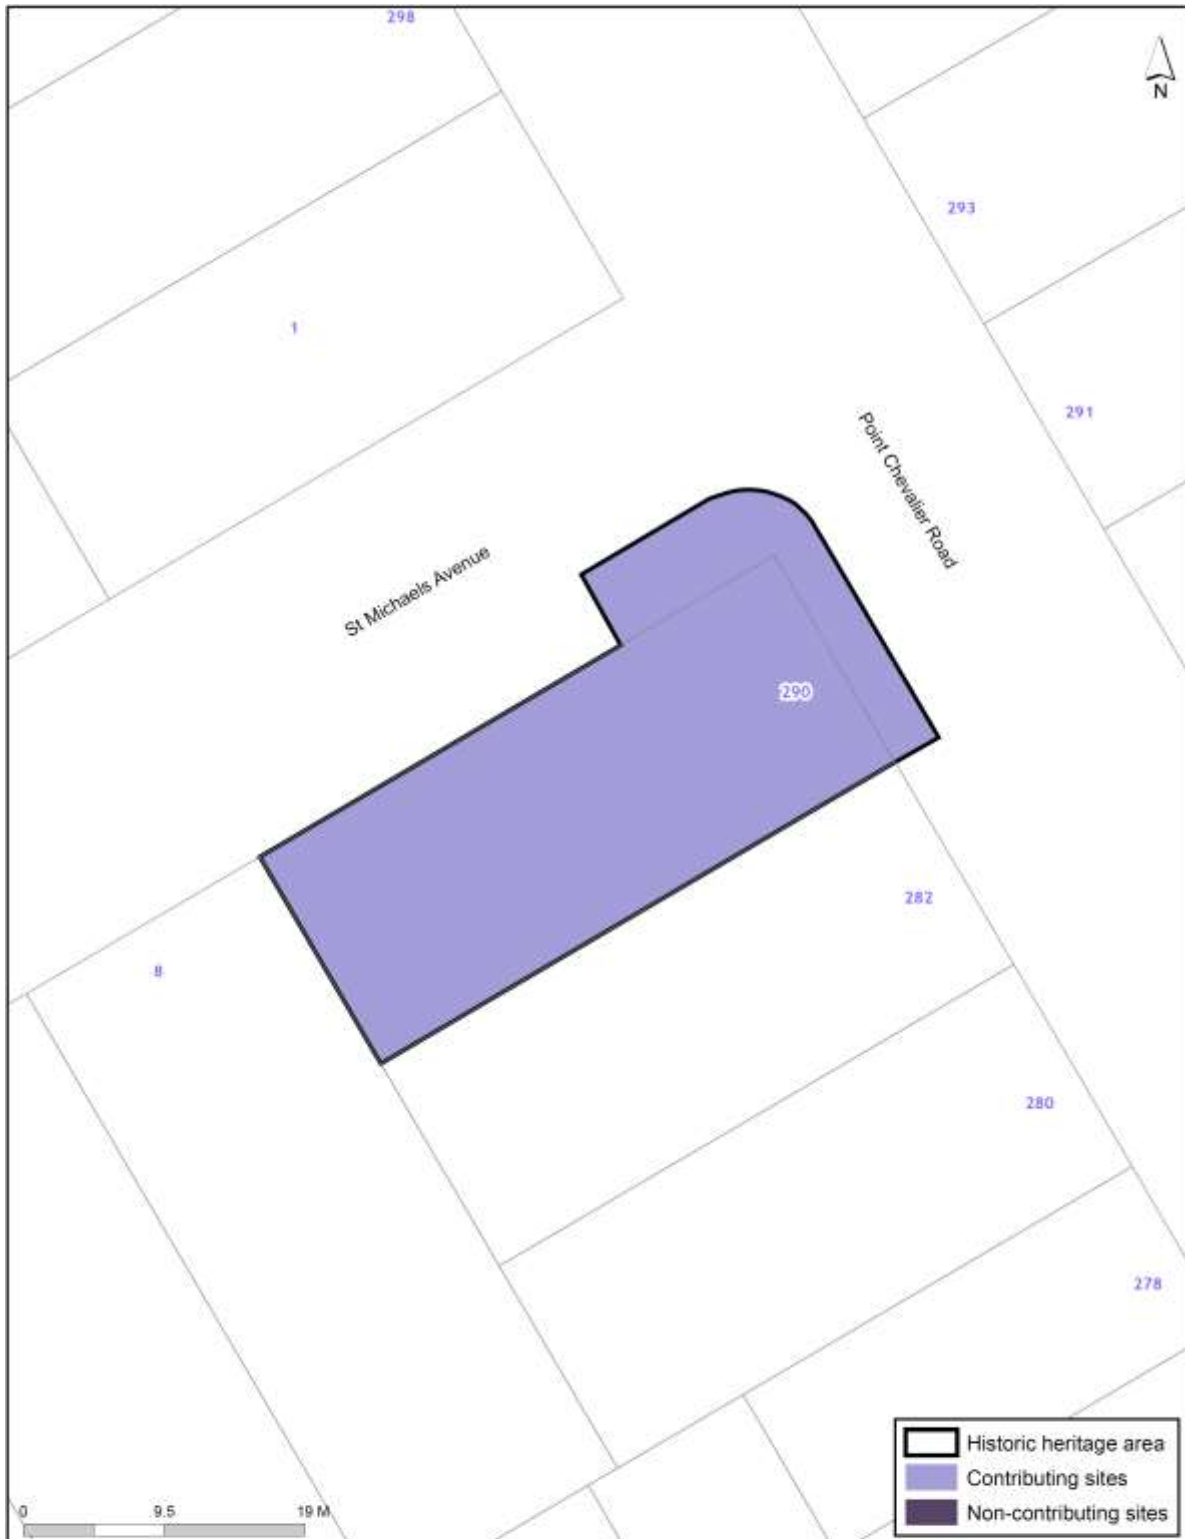 298
N
293
1
291
Point Chevalier Road
St Michaels Avenue
290
282
8
280
278
Historic heritage area
Contributing sites
Non-contributing sites
0 9.5 19 M